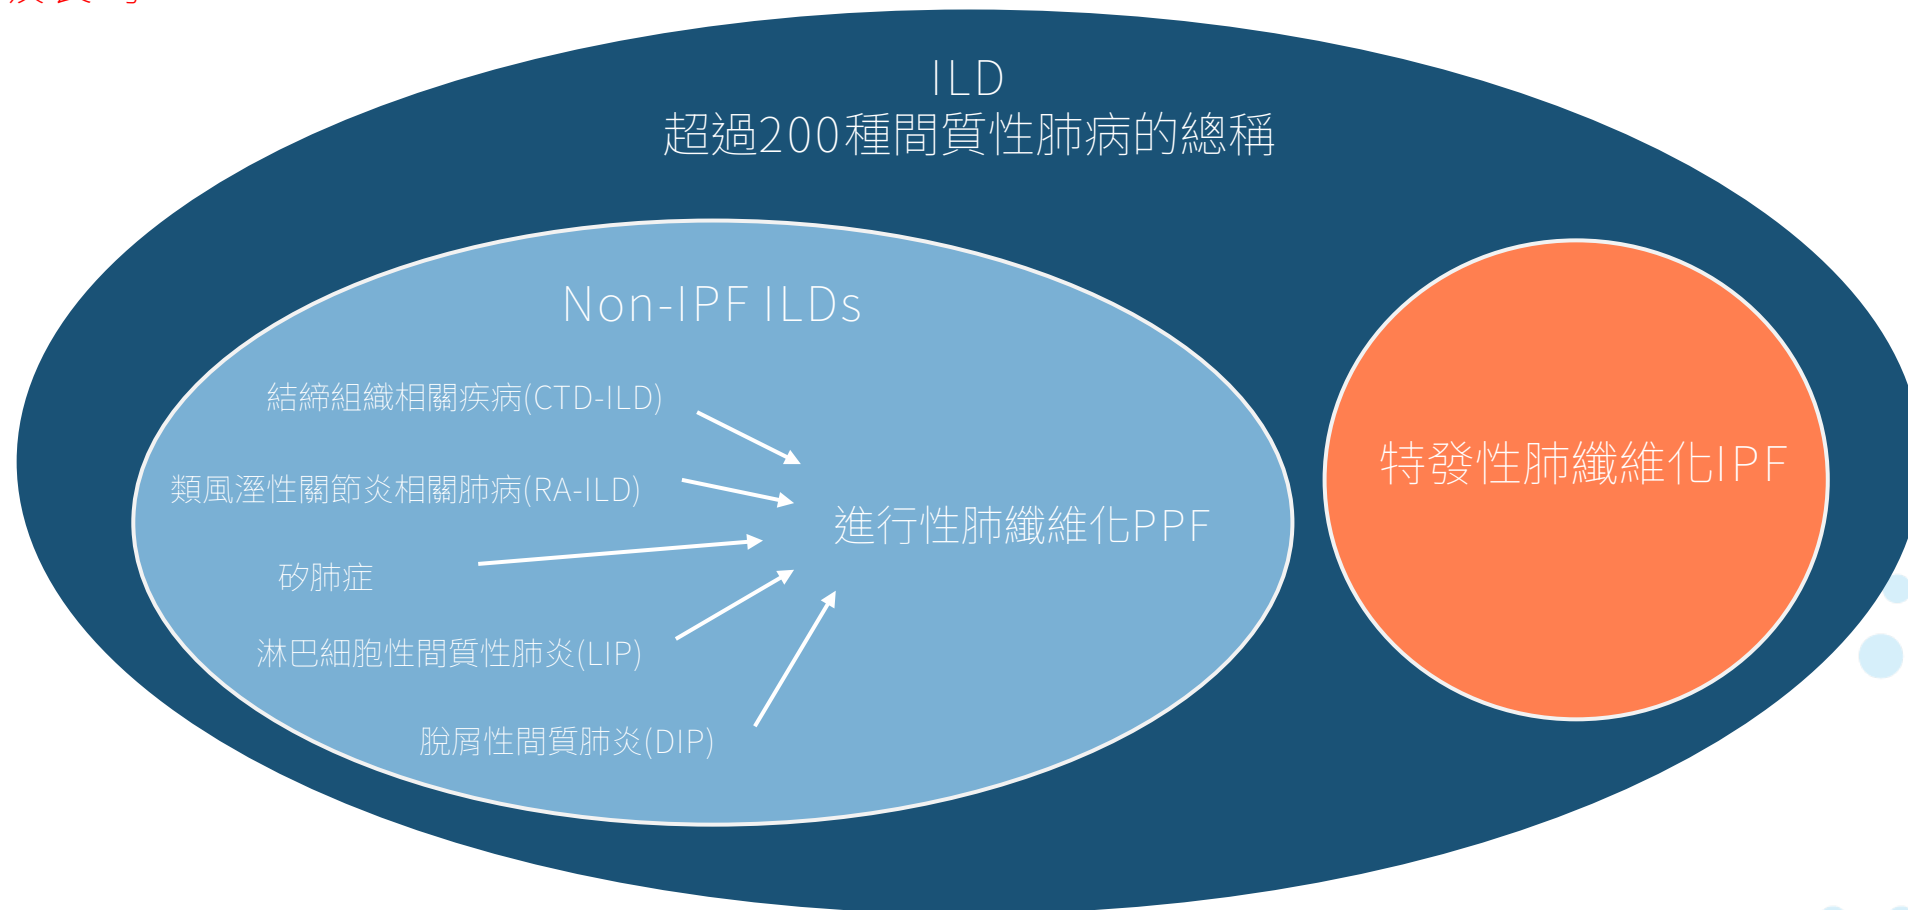 ILD
超過200種間質性肺病的總稱
Non-IPF ILDs
結締組織相關疾病(CTD-ILD)
類風溼性關節炎相關肺病(RA-ILD)
進行性肺纖維化PPF
矽肺症
淋巴細胞性間質性肺炎(LIP)
脫屑性間質肺炎(DIP)
特發性肺纖維化IPF